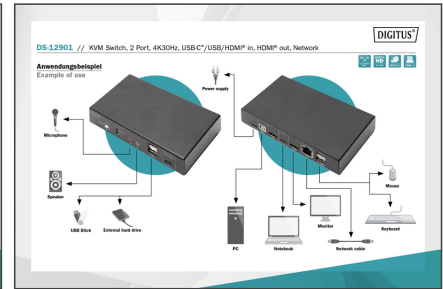 DIGITUS®
DS-12901 // KVM Switch, 2 Port, 4K30Hz, USB-C™/USB/HDMI® in, HDMI® out, Network
Anwendungsbeispiel
Example of use
Power supply
Microphone
Speaker
USB Stick
External hard drive
Mouse
Keyboard
Monitor
PC
Notebook
Network cable